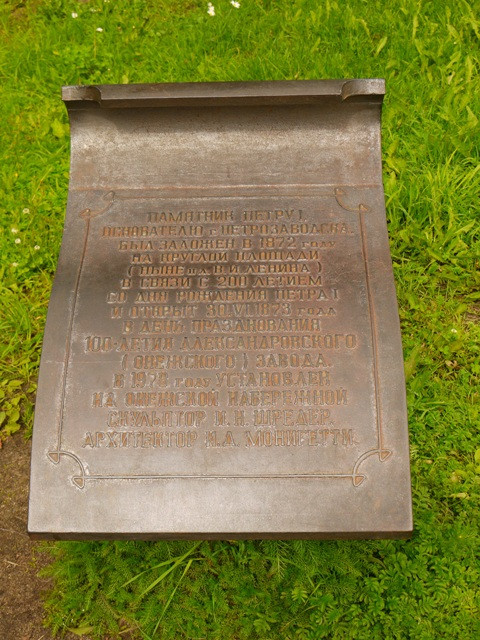 ПАМЯТНИК ПЕТРУ I,
ОСНОВАТЕЛЮ г. ПЕТРОЗАВОДСКА,
БЫЛ ЗАЛОЖЕН В 1872 году
НА КРУГЛОЙ ПЛОЩАДИ
( НЫНЕ пл. В.И. ЛЕНИНА )
В СВЯЗИ С 200 ЛЕТИЕМ
СО ДНЯ РОЖДЕНИЯ ПЕТРА I
И ОТКРЫТ 30.VI.1873 года
В ДЕНЬ ПРАЗДНОВАНИЯ
100-ЛЕТИЯ АЛЕКСАНДРОВСКОГО
( ОНЕЖСКОГО ) ЗАВОДА.
В 1978 году УСТАНОВЛЕН
НА ОНЕЖСКОЙ НАБЕРЕЖНОЙ
СКУЛЬПТОР И.Н. ШРЕДЕР.
АРХИТЕКТОР И.А. МОНИГЕТТИ.